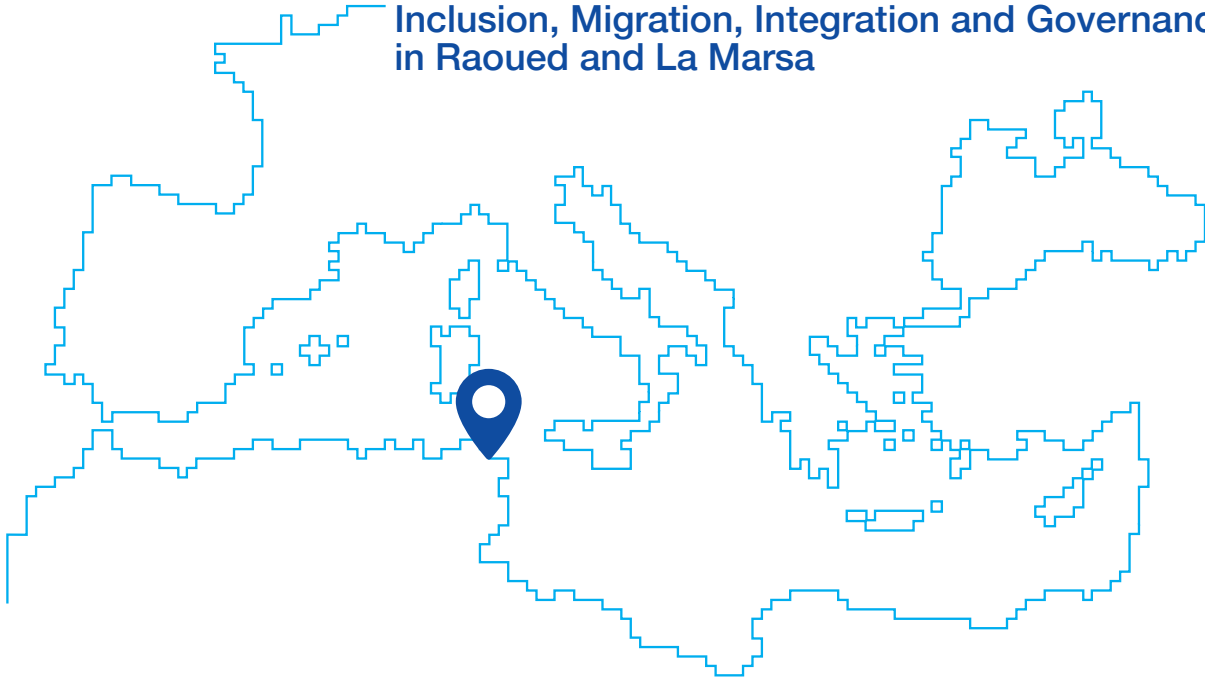 Inclusion, Migration, Integration and Governanc
in Raoued and La Marsa